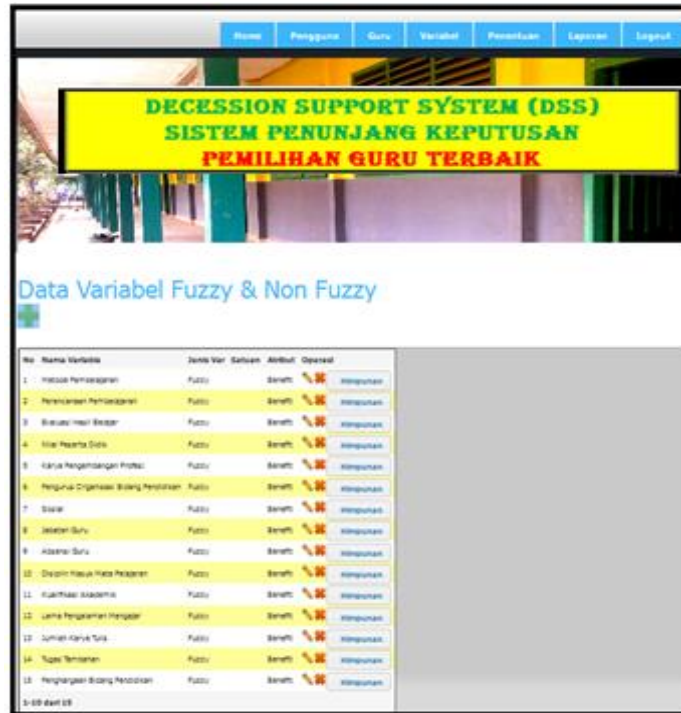 Home Pengguna Guru Variabel Penentuan Laporan Logout
DECESSION SUPPORT SYSTEM (DSS)
SISTEM PENUNJANG KEPUTUSAN
PEMILIHAN GURU TERBAIK
Data Variabel Fuzzy & Non Fuzzy
No Nama Variable Jenis Var Satuan Atribut Operasi
1 Metode Pembelajaran Fuzzy Benefit Himpunan
2 Perencanaan Pembelajaran Fuzzy Benefit Himpunan
3 Evaluasi Hasil Belajar Fuzzy Benefit Himpunan
4 Nilai Peserta Didik Fuzzy Benefit Himpunan
5 Karya Pengembangan Profesi Fuzzy Benefit Himpunan
6 Pengurus Organisasi Bidang Pendidikan Fuzzy Benefit Himpunan
7 Fuzzy Benefit Himpunan
8 Jabatan Guru Fuzzy Benefit Himpunan
9 Absensi Guru Fuzzy Benefit Himpunan
10 Disiplin Masuk Mata Pelajaran Fuzzy Benefit Himpunan
11 Kualifikasi Akademik Fuzzy Benefit Himpunan
12 Lama Pengalaman Mengajar Fuzzy Benefit Himpunan
13 Jumlah Karya Tulis Fuzzy Benefit Himpunan
14 Tugas Tambahan Fuzzy Benefit Himpunan
15 Penghargaan Bidang Pendidikan Fuzzy Benefit Himpunan
dari 15